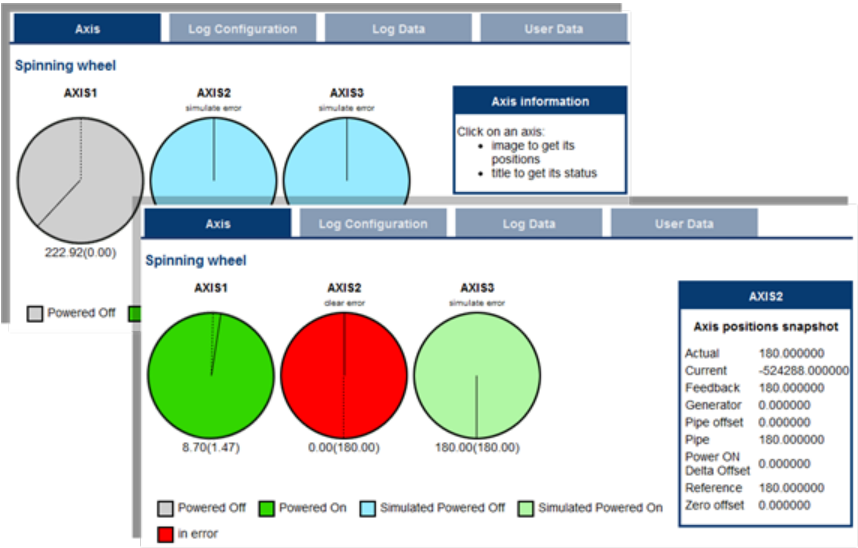 Axis Log Configuration Log Data User Data
Spinning wheel
AXIS1 AXIS2 AXIS3
simulate error simulate error
222.92(0.00)
Axis information
Click on an axis:
• image to get its
positions
• title to get its status
Powered Off
Axis Log Configuration Log Data User Data
Spinning wheel
AXIS1 AXIS2 AXIS3
clear error simulate error
8.70(1.47) 0.00(180.00) 180.00(180.00)
AXIS2
Axis positions snapshot
Actual 180.000000
Current -524288.000000
Feedback 180.000000
Generator 0.000000
Pipe offset 0.000000
Pipe 180.000000
Power ON
Delta Offset 0.000000
Reference 180.000000
Zero offset 0.000000
Powered Off Powered On Simulated Powered Off Simulated Powered On
in error